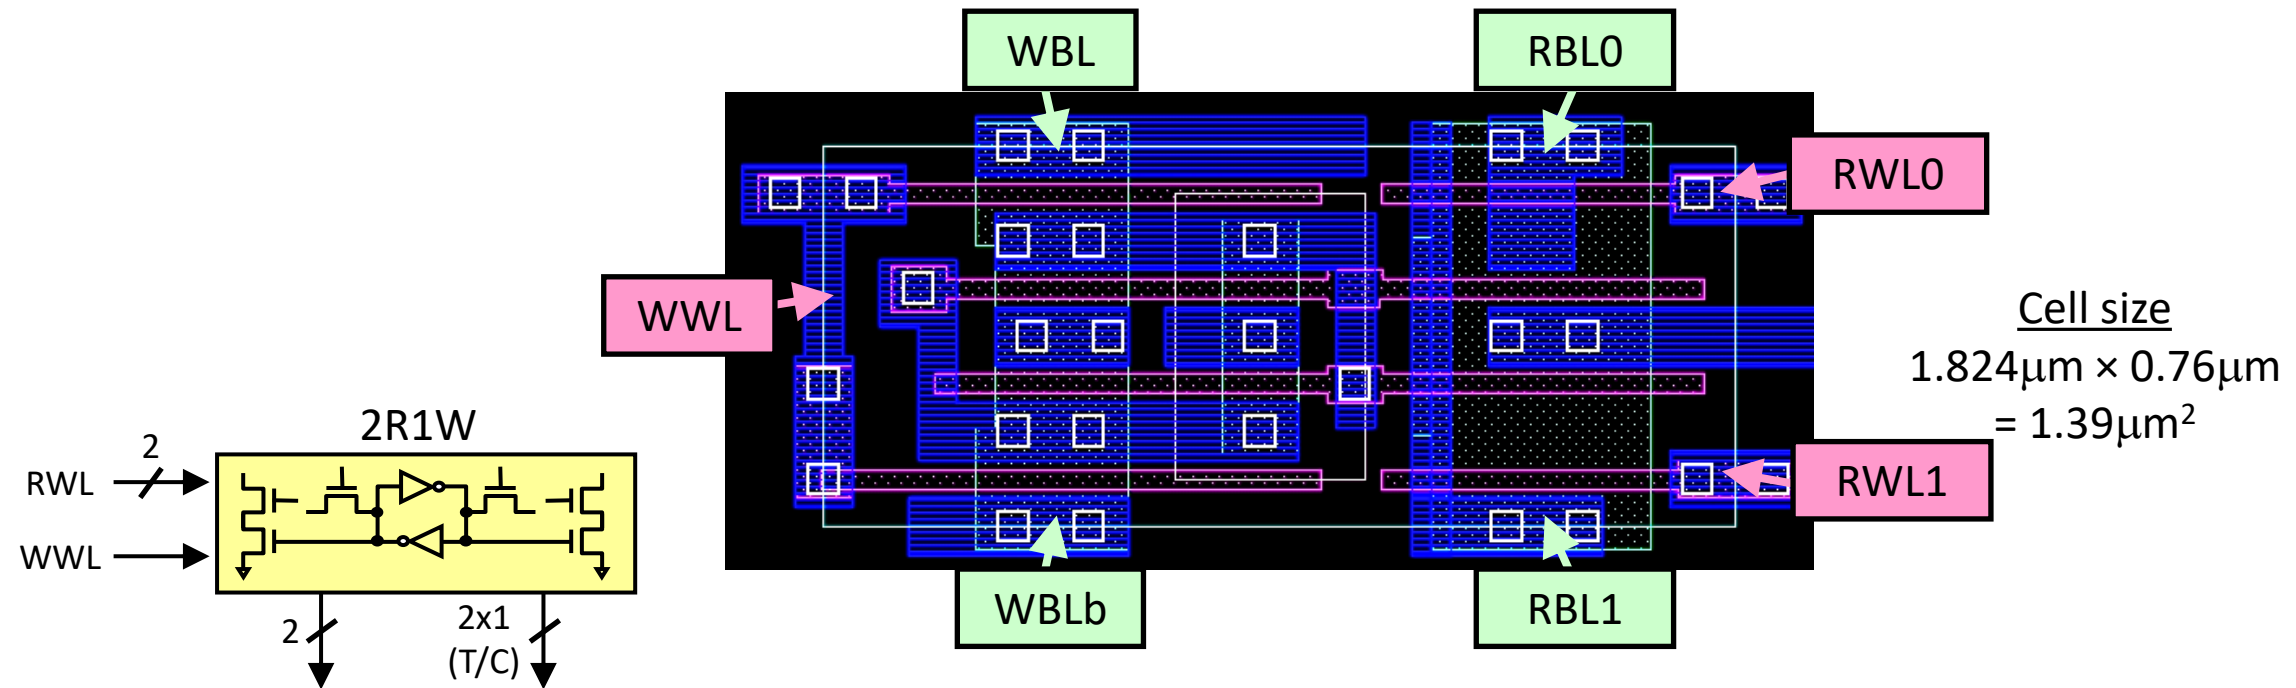 WBL
RBL0
RWL0
WWL
Cell size
1.824μm × 0.76μm
= 1.39μm²
2R1W
2
RWL
RWL1
WWL
WBLb
RBL1
2
2x1
(T/C)